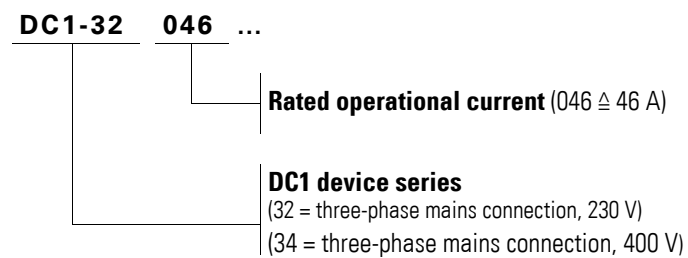 DC1-32 046 ...
Rated operational current (046 ≙ 46 A)
DC1 device series
(32 = three-phase mains connection, 230 V)
(34 = three-phase mains connection, 400 V)